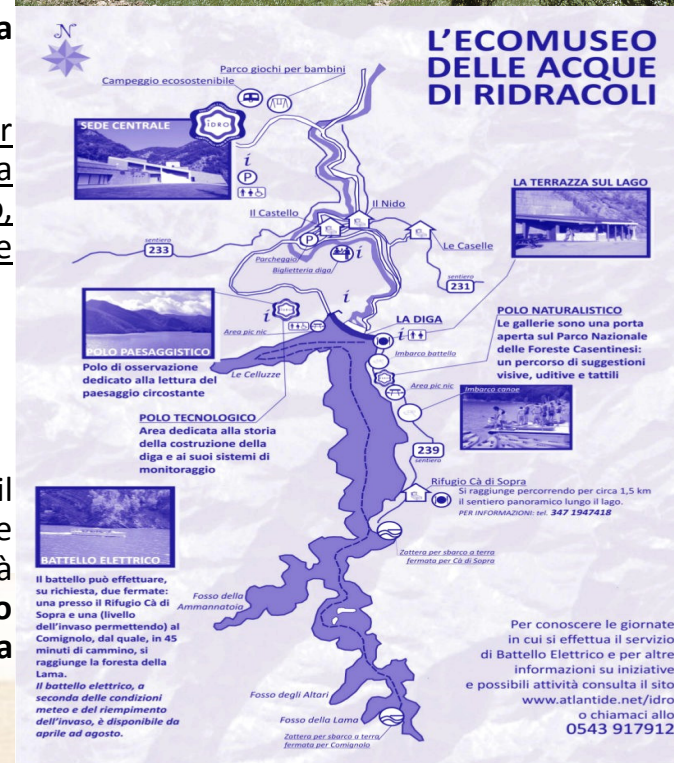 a
r
a
o,
e
il
e
à
o
a
N
L'ECOMUSEO
DELLE ACQUE
DI RIDRACOLI
Parco giochi per bambini
Campeggio ecosostenibile
SEDE CENTRALE
iDRO
i
P
LA TERRAZZA SUL LAGO
Il Castello
Il Nido
Le Caselle
sentiero
233
P
Parcheggio
Biglietteria diga
i
sentiero
231
i
i
Area pic nic
LA DIGA
i
Imbarco battello
POLO NATURALISTICO
Le gallerie sono una porta
aperta sul Parco Nazionale
delle Foreste Casentinesi:
un percorso di suggestioni
visive, uditive e tattili
POLO PAESAGGISTICO
Polo di osservazione
dedicato alla lettura del
paesaggio circostante
Le Celluzze
Area pic nic
Imbarco canoe
POLO TECNOLOGICO
Area dedicata alla storia
della costruzione della
diga e ai suoi sistemi di
monitoraggio
239
sentiero
Rifugio Cà di Sopra
Si raggiunge percorrendo per circa 1,5 km
il sentiero panoramico lungo il lago.
PER INFORMAZIONI: tel. 347 1947418
Zattera per sbarco a terra
fermata per Cà di Sopra
BATTELLO ELETTRICO
Il battello può effettuare,
su richiesta, due fermate:
una presso il Rifugio Cà di
Sopra e una (livello
dell'invaso permettendo) al
Comignolo, dal quale, in 45
minuti di cammino, si
raggiunge la foresta della
Lama.
Il battello elettrico, a
seconda delle condizioni
meteo e del riempimento
dell'invaso, è disponibile da
aprile ad agosto.
Fosso della
Ammannatoia
Fosso degli Altari
Fosso della Lama
Zattera per sbarco a terra
fermata per Comignolo
Per conoscere le giornate
in cui si effettua il servizio
di Battello Elettrico e per altre
informazioni su iniziative
e possibili attività consulta il sito
www.atlantide.net/idro
o chiamaci allo
0543 917912